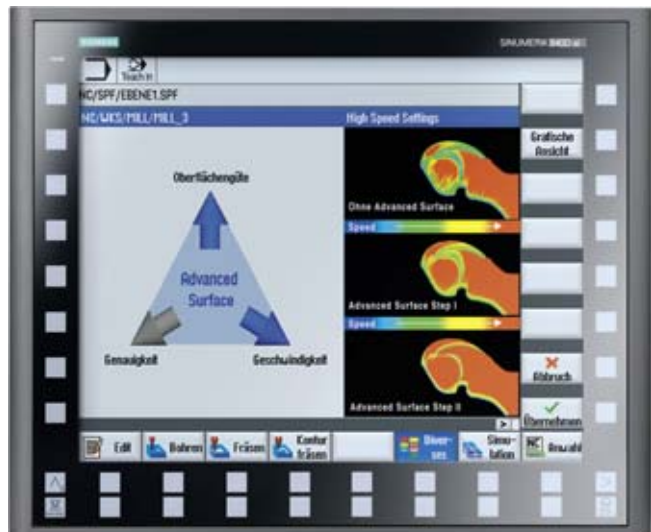 SIEMENS
SINUMERIK
Teach In
NC/SPF/EBENE1.SPF
NC/WKS/MILL/MILL_3
High Speed Settings
Grafische
Ansicht
Oberflächengüte
Advanced
Surface
Genauigkeit
Geschwindigkeit
Ohne Advanced Surface
Speed
Advanced Surface Step I
Speed
Advanced Surface Step II
Abbruch
Übernehmen
Edit
Bohren
Fräsen
Kontur
fräsen
Diver-
ses
Simu-
lation
NC
Anwahl